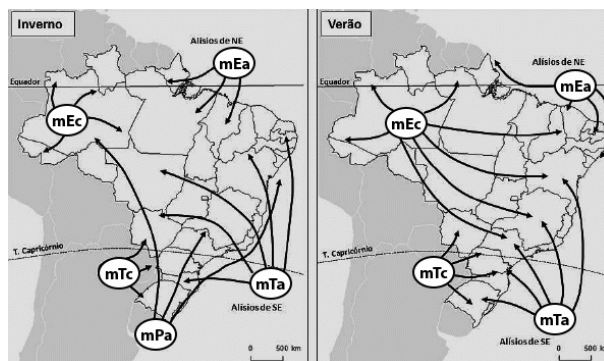 Inverno
Alísios de NE
mEa
Equador
mEc
T. Capricórnio
mTc
mTa
Alísios de SE
mPa
0 500 km
Verão
Alísios de NE
mEa
Equador
mEc
T. Capricórnio
mTc
mTa
Alísios de SE
0 500 km